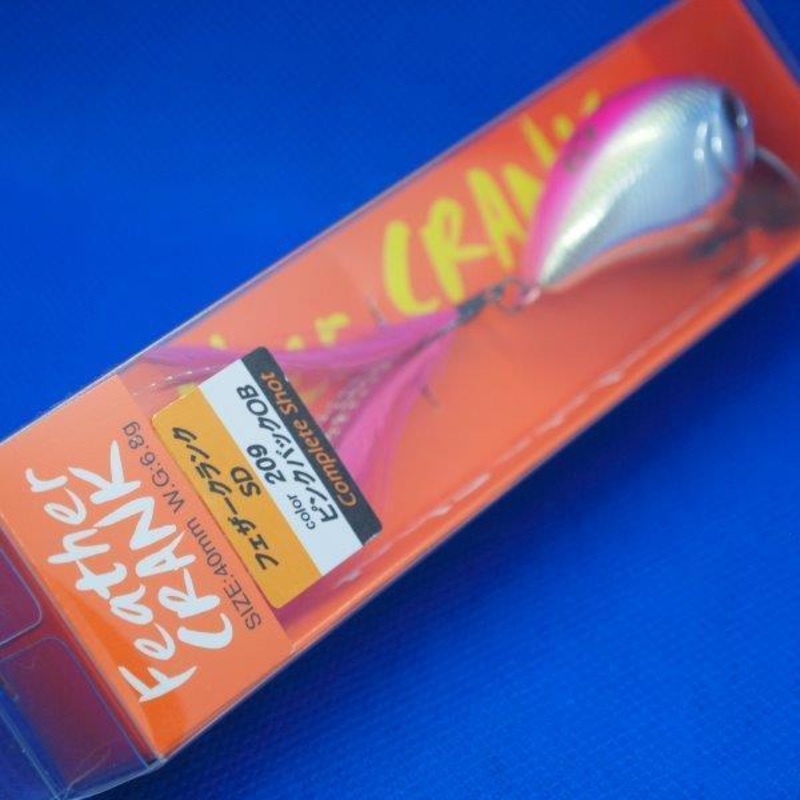 Feather
CRANK
SIZE:40mm W.G:6.8g
フェザークランク
SD
color 209
ピンクバックOB
Complete Shot
CRANK